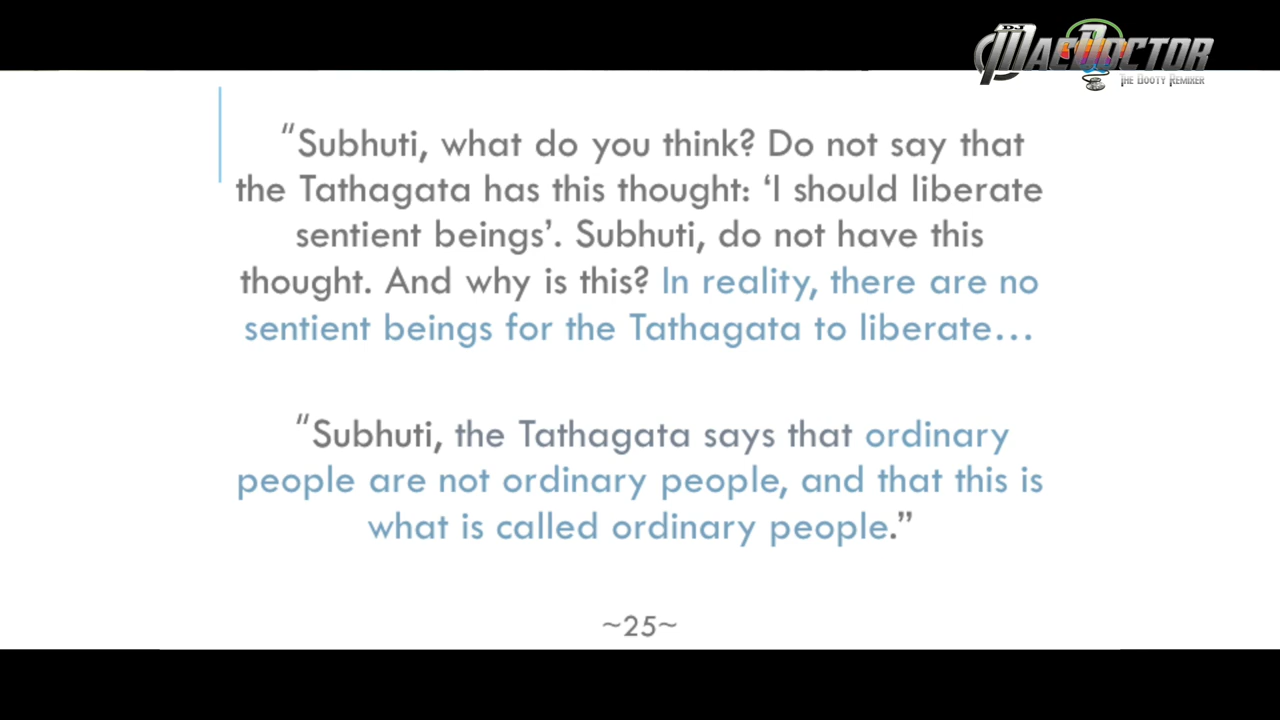 DJ
MACDOCTOR
THE BOOTY REMIXER
“Subhuti, what do you think? Do not say that
the Tathagata has this thought: ‘I should liberate
sentient beings’. Subhuti, do not have this
thought. And why is this? In reality, there are no
sentient beings for the Tathagata to liberate...
“Subhuti, the Tathagata says that ordinary
people are not ordinary people, and that this is
what is called ordinary people.”
~25~